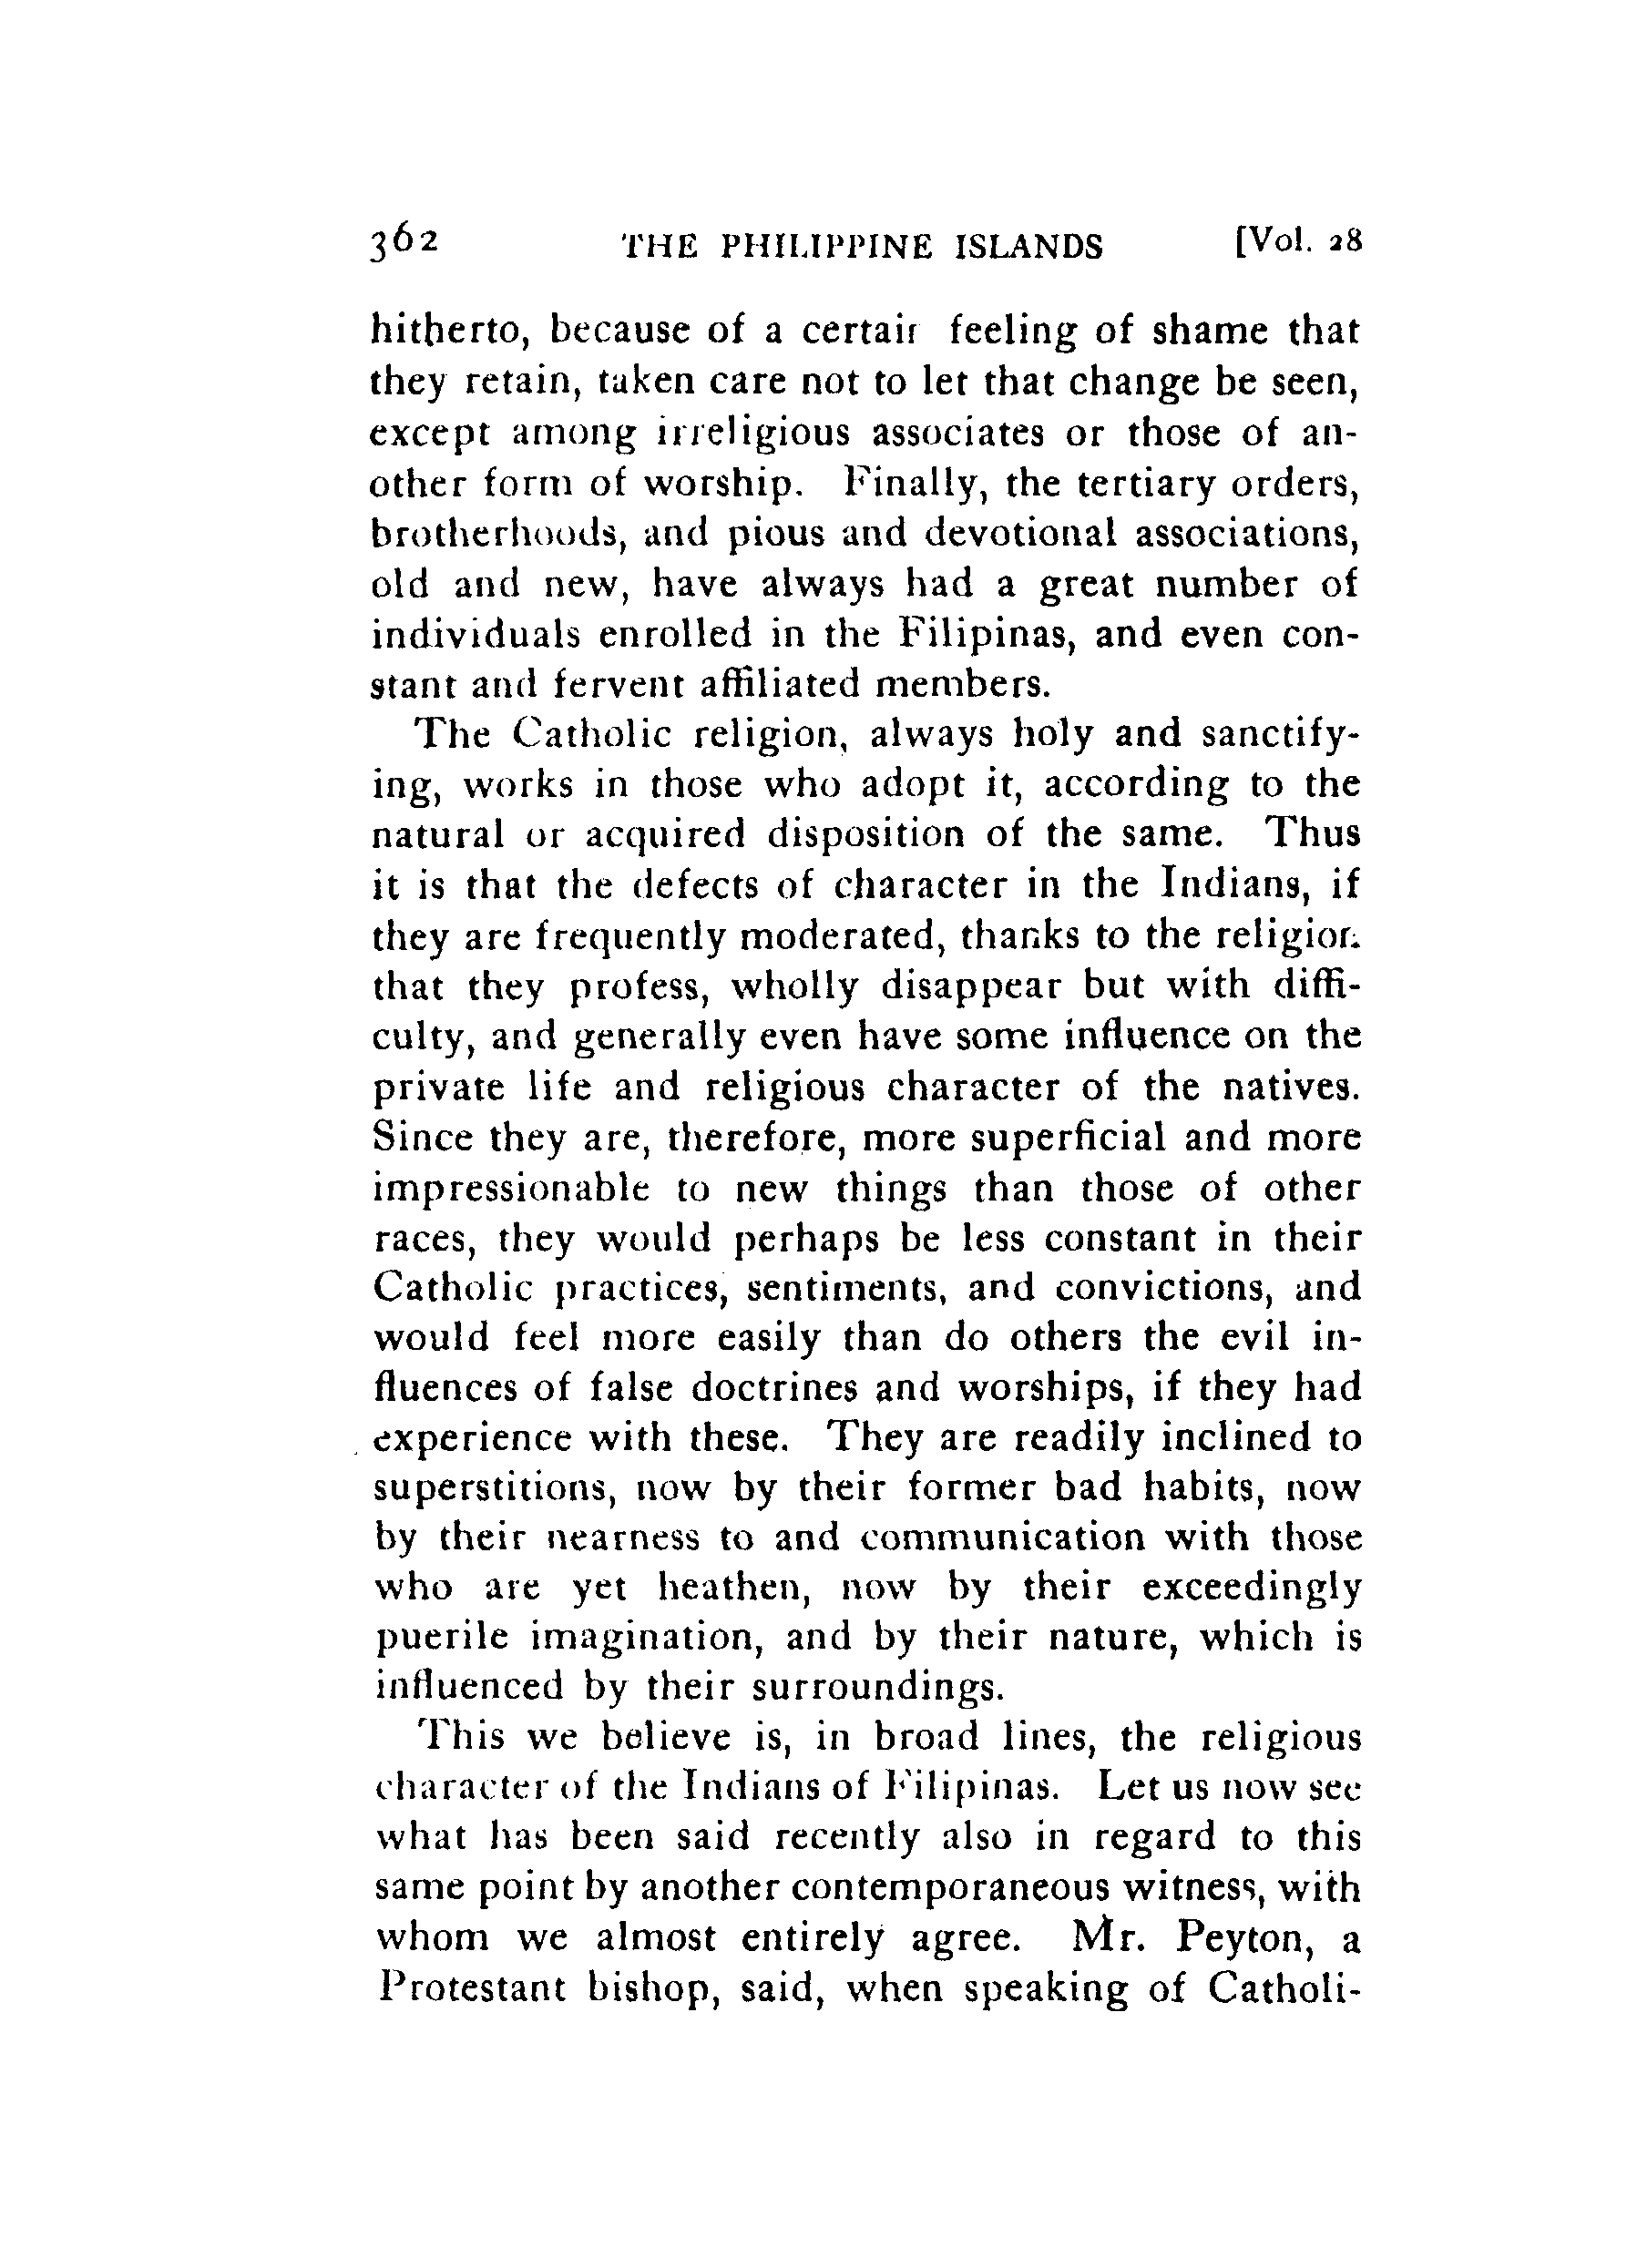 362 THE PHILIPPINE ISLANDS [Vol. 28
hitherto, because of a certain feeling of shame that
they retain, taken care not to let that change be seen,
except among irreligious associates or those of an-
other form of worship. Finally, the tertiary orders,
brotherhoods, and pious and devotional associations,
old and new, have always had a great number of
individuals enrolled in the Filipinas, and even con-
stant and fervent affiliated members.
The Catholic religion, always holy and sanctify-
ing, works in those who adopt it, according to the
natural or acquired disposition of the same. Thus
it is that the defects of character in the Indians, if
they are frequently moderated, thanks to the religion
that they profess, wholly disappear but with diffi-
culty, and generally even have some influence on the
private life and religious character of the natives.
Since they are, therefore, more superficial and more
impressionable to new things than those of other
races, they would perhaps be less constant in their
Catholic practices, sentiments, and convictions, and
would feel more easily than do others the evil in-
fluences of false doctrines and worships, if they had
experience with these. They are readily inclined to
superstitions, now by their former bad habits, now
by their nearness to and communication with those
who are yet heathen, now by their exceedingly
puerile imagination, and by their nature, which is
influenced by their surroundings.
This we believe is, in broad lines, the religious
character of the Indians of Filipinas. Let us now see
what has been said recently also in regard to this
same point by another contemporaneous witness, with
whom we almost entirely agree. Mr. Peyton, a
Protestant bishop, said, when speaking of Catholi-